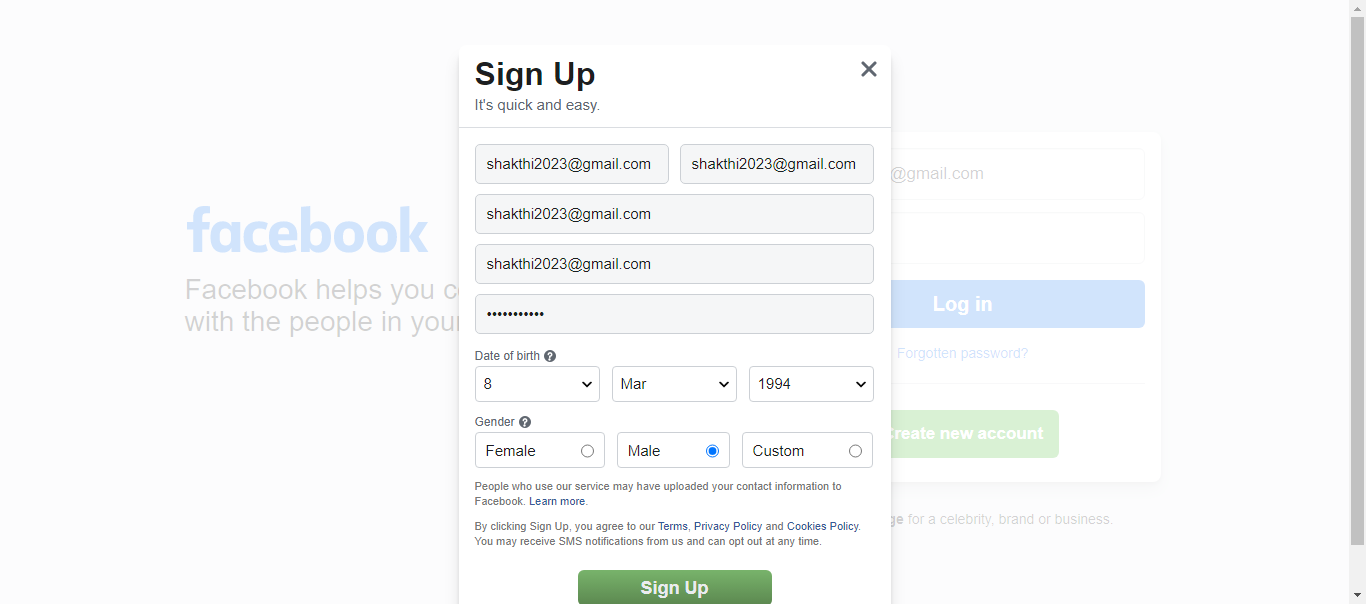 Sign Up
It's quick and easy.
shakthi2023@gmail.com shakthi2023@gmail.com
shakthi2023@gmail.com
shakthi2023@gmail.com
•••••••••••
Date of birth ?
8 Mar 1994
Gender ?
Female Male Custom
People who use our service may have uploaded your contact information to
Facebook. Learn more.
By clicking Sign Up, you agree to our Terms, Privacy Policy and Cookies Policy.
You may receive SMS notifications from us and can opt out at any time.
Sign Up
facebook
Facebook helps you
with the people in your
@gmail.com
Log in
Forgotten password?
Create new account
for a celebrity, brand or business.